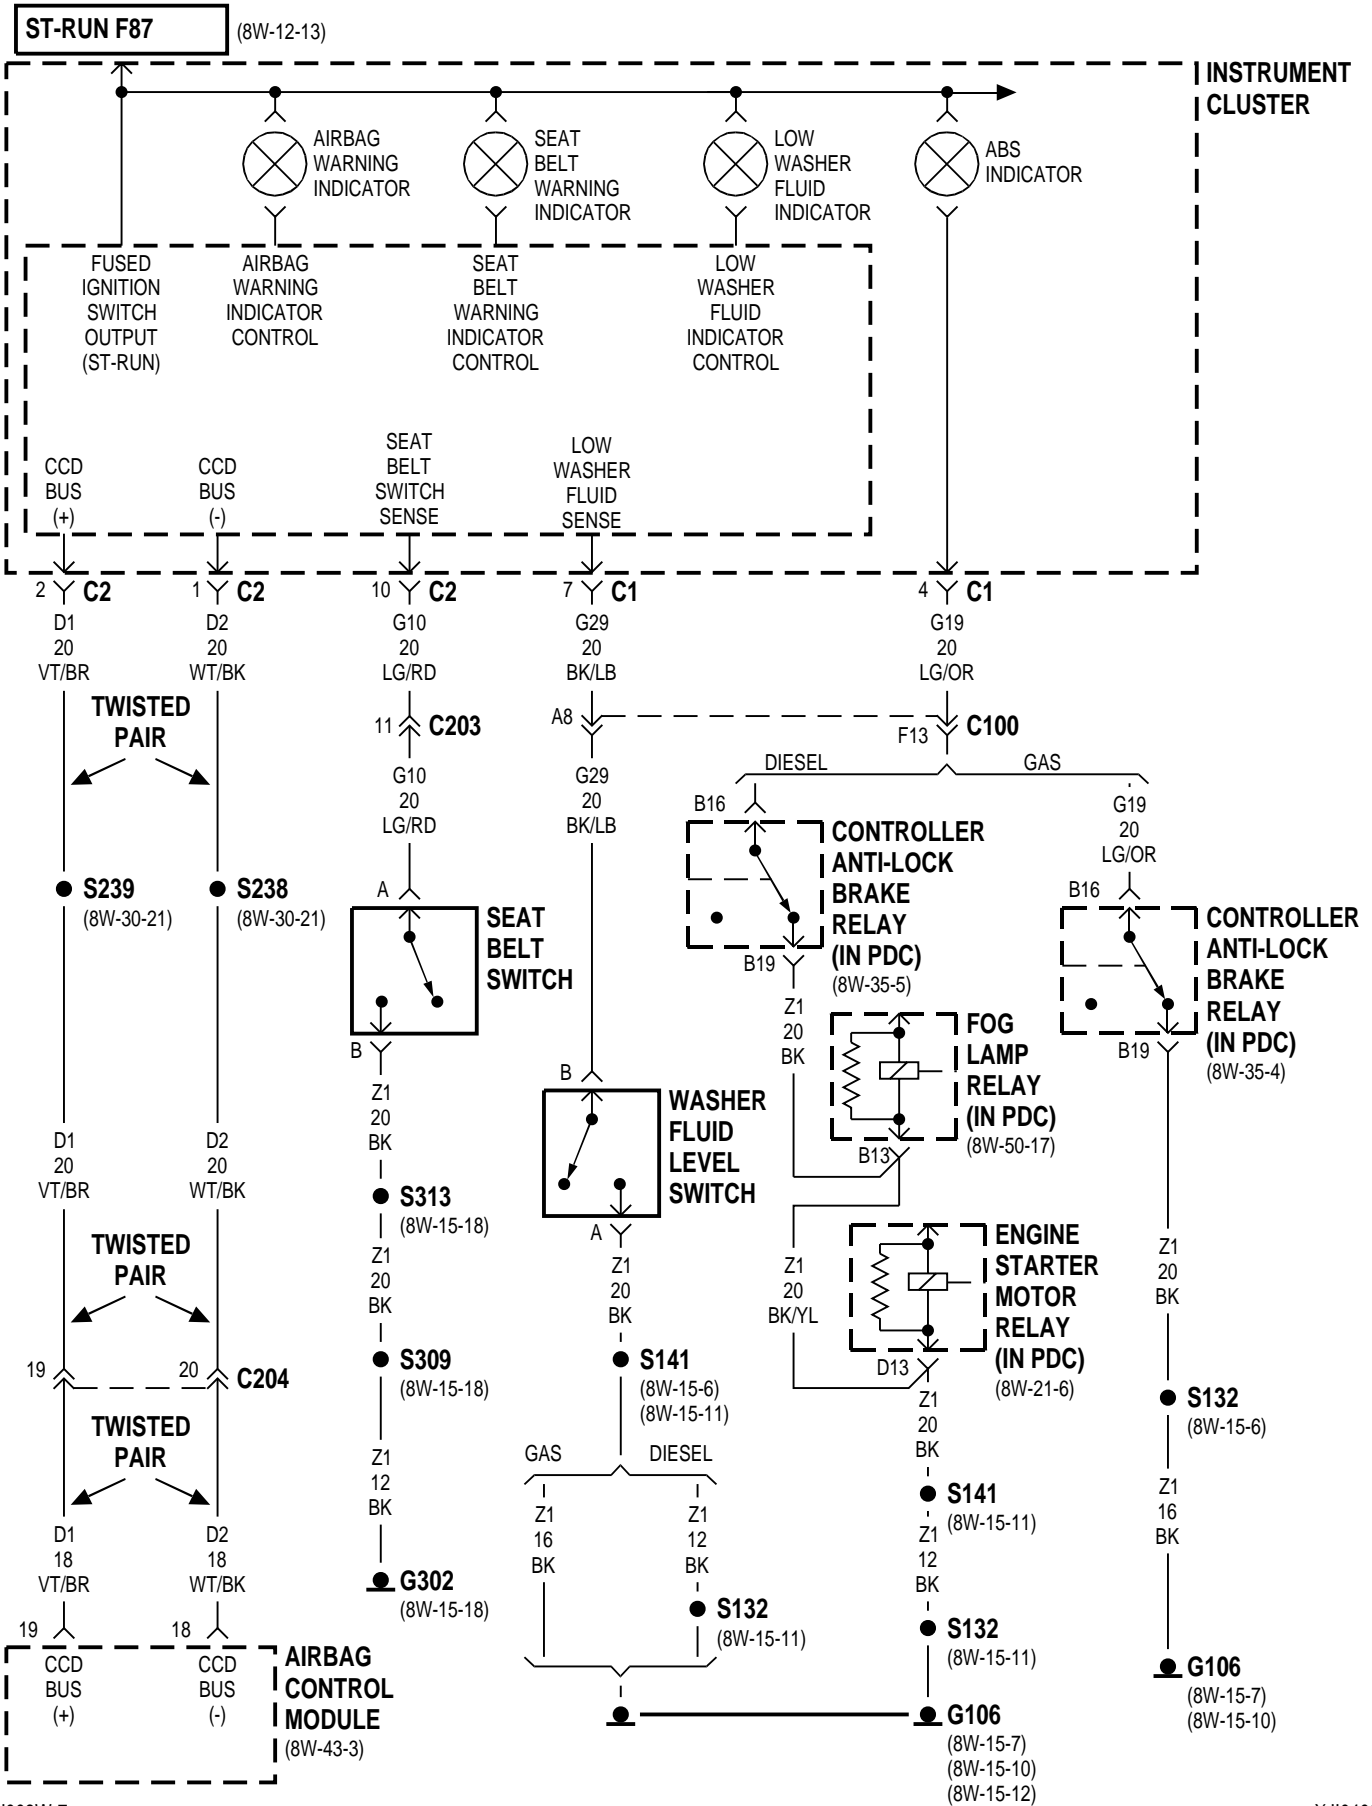 ST-RUN F87
(8W-12-13)
INSTRUMENT
CLUSTER
AIRBAG
WARNING
INDICATOR
SEAT
BELT
WARNING
INDICATOR
LOW
WASHER
FLUID
INDICATOR
ABS
INDICATOR
FUSED
IGNITION
SWITCH
OUTPUT
(ST-RUN)
AIRBAG
WARNING
INDICATOR
CONTROL
SEAT
BELT
WARNING
INDICATOR
CONTROL
LOW
WASHER
FLUID
INDICATOR
CONTROL
CCD
BUS
(+)
CCD
BUS
(-)
SEAT
BELT
SWITCH
SENSE
LOW
WASHER
FLUID
SENSE
2 C2
1 C2
10 C2
7 C1
4 C1
D1
20
VT/BR
D2
20
WT/BK
G10
20
LG/RD
G29
20
BK/LB
G19
20
LG/OR
TWISTED
PAIR
11 C203
A8
F13 C100
G10
20
LG/RD
G29
20
BK/LB
DIESEL
GAS
B16
CONTROLLER
ANTI-LOCK
BRAKE
RELAY
(IN PDC)
(8W-35-5)
B19
G19
20
LG/OR
B16
CONTROLLER
ANTI-LOCK
BRAKE
RELAY
(IN PDC)
(8W-35-4)
B19
S239
(8W-30-21)
S238
(8W-30-21)
A
SEAT
BELT
SWITCH
B
Z1
20
BK
FOG
LAMP
RELAY
(IN PDC)
(8W-50-17)
B13
B
WASHER
FLUID
LEVEL
SWITCH
A
Z1
20
BK
D1
20
VT/BR
D2
20
WT/BK
S313
(8W-15-18)
Z1
20
BK
TWISTED
PAIR
Z1
20
BK
Z1
20
BK/YL
ENGINE
STARTER
MOTOR
RELAY
(IN PDC)
(8W-21-6)
D13
Z1
20
BK
19
20 C204
S309
(8W-15-18)
S141
(8W-15-6)
(8W-15-11)
Z1
20
BK
S132
(8W-15-6)
TWISTED
PAIR
Z1
12
BK
GAS
DIESEL
Z1
16
BK
Z1
12
BK
S141
(8W-15-11)
Z1
12
BK
Z1
16
BK
D1
18
VT/BR
D2
18
WT/BK
G302
(8W-15-18)
S132
(8W-15-11)
S132
(8W-15-11)
19
18
CCD
BUS
(+)
CCD
BUS
(-)
AIRBAG
CONTROL
MODULE
(8W-43-3)
G106
(8W-15-7)
(8W-15-10)
(8W-15-12)
G106
(8W-15-7)
(8W-15-10)